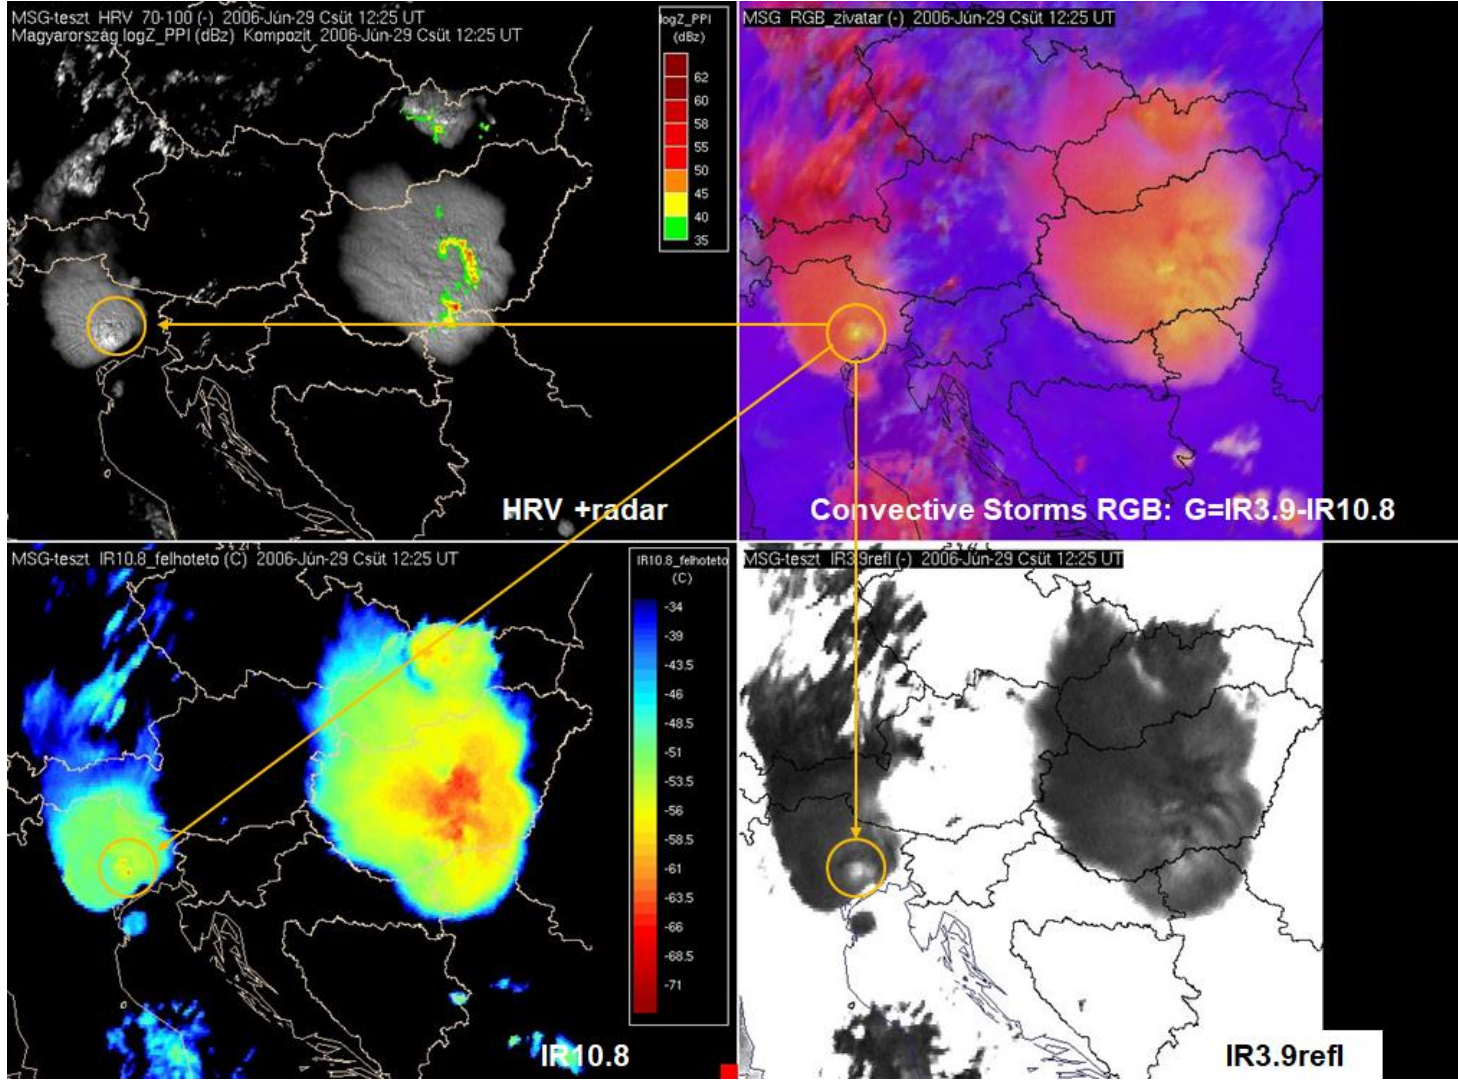 MSG-teszt HRV 70-100 (-) 2006-Jún-29 Csüt 12:25 UT
Magyarország logZ_PPI (dBz) Kompozit 2006-Jún-29 Csüt 12:25 UT
logZ_PPI
(dBz)
62
60
58
55
50
45
40
35
HRV +radar
MSG RGB_zivatar (-) 2006-Jún-29 Csüt 12:25 UT
Convective Storms RGB: G=IR3.9-IR10.8
MSG-teszt IR10.8_felhoteto (C) 2006-Jún-29 Csüt 12:25 UT
IR10.8_felhoteto
(C)
-34
-39
-43.5
-46
-48.5
-51
-53.5
-56
-58.5
-61
-63.5
-66
-68.5
-71
IR10.8
MSG-teszt IR3.9refl (-) 2006-Jún-29 Csüt 12:25 UT
IR3.9refl